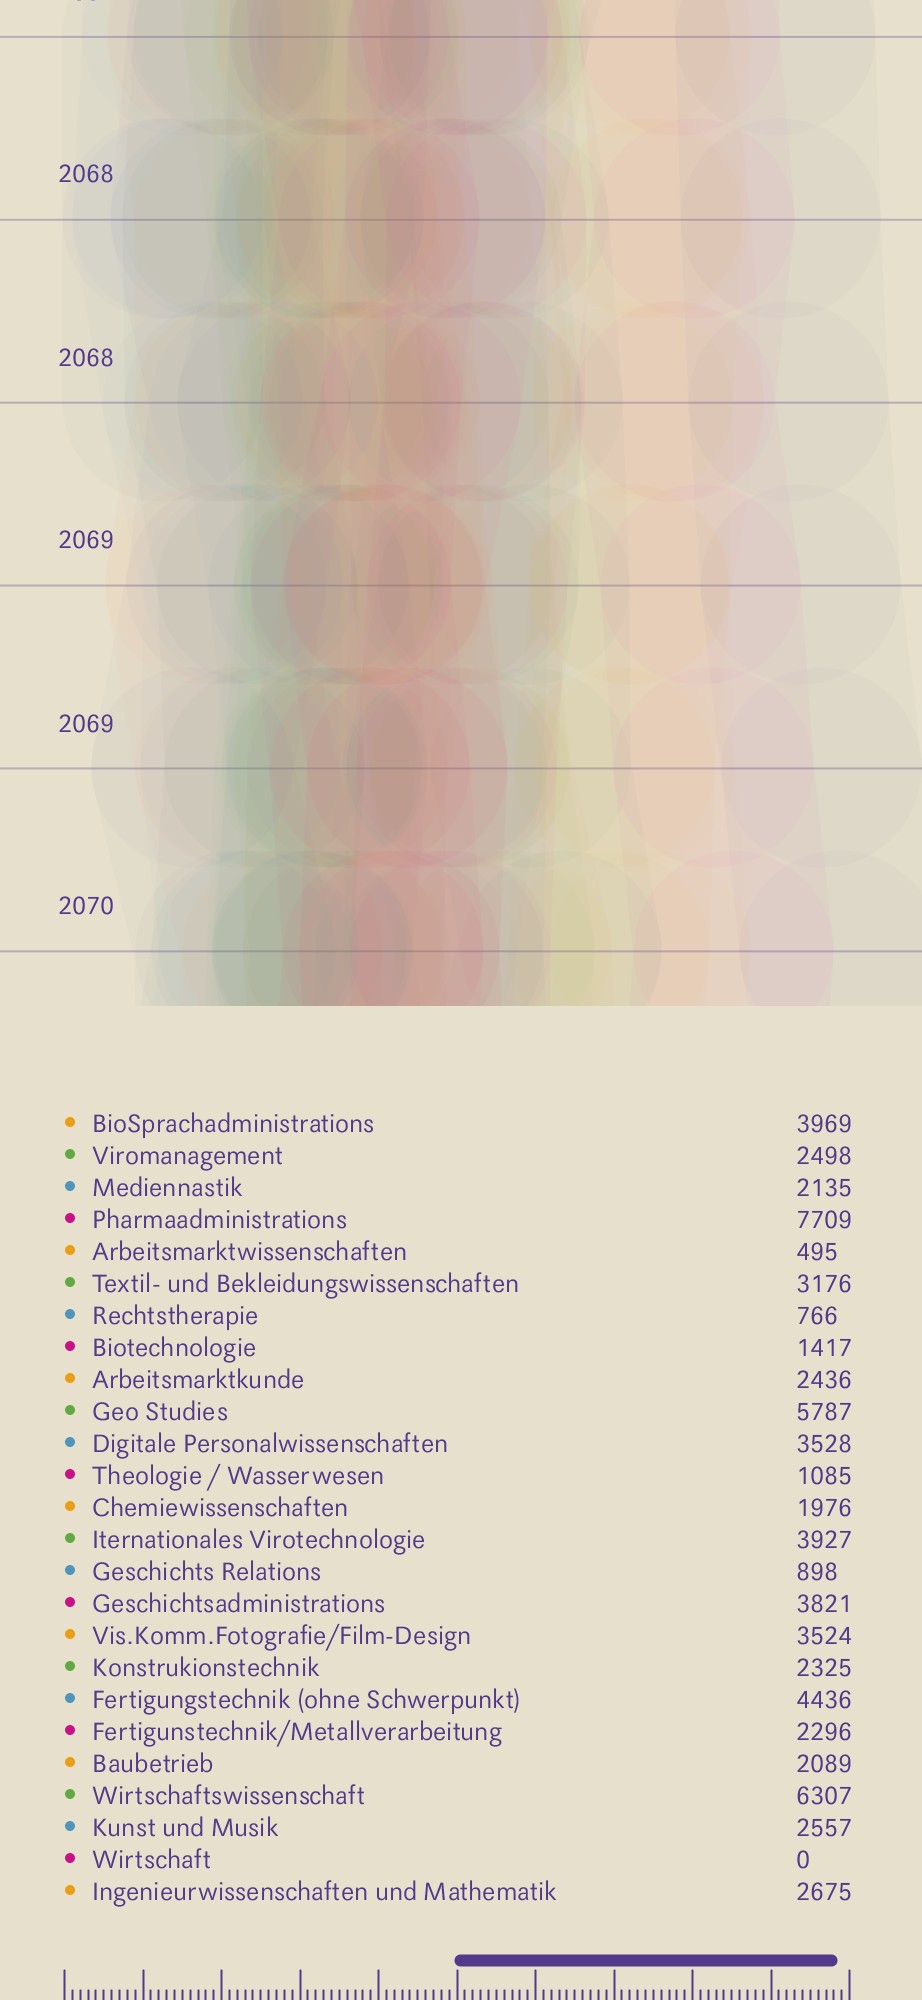 2068
2068
2069
2069
2070
BioSprachadministrations 3969
Viromanagement 2498
Mediennastik 2135
Pharmaadministrations 7709
Arbeitsmarktwissenschaften 495
Textil- und Bekleidungswissenschaften 3176
Rechtstherapie 766
Biotechnologie 1417
Arbeitsmarktkunde 2436
Geo Studies 5787
Digitale Personalwissenschaften 3528
Theologie / Wasserwesen 1085
Chemiewissenschaften 1976
Iternationales Virotechnologie 3927
Geschichts Relations 898
Geschichtsadministrations 3821
Vis.Komm.Fotografie/Film-Design 3524
Konstrukionstechnik 2325
Fertigungstechnik (ohne Schwerpunkt) 4436
Fertigunstechnik/Metallverarbeitung 2296
Baubetrieb 2089
Wirtschaftswissenschaft 6307
Kunst und Musik 2557
Wirtschaft 0
Ingenieurwissenschaften und Mathematik 2675